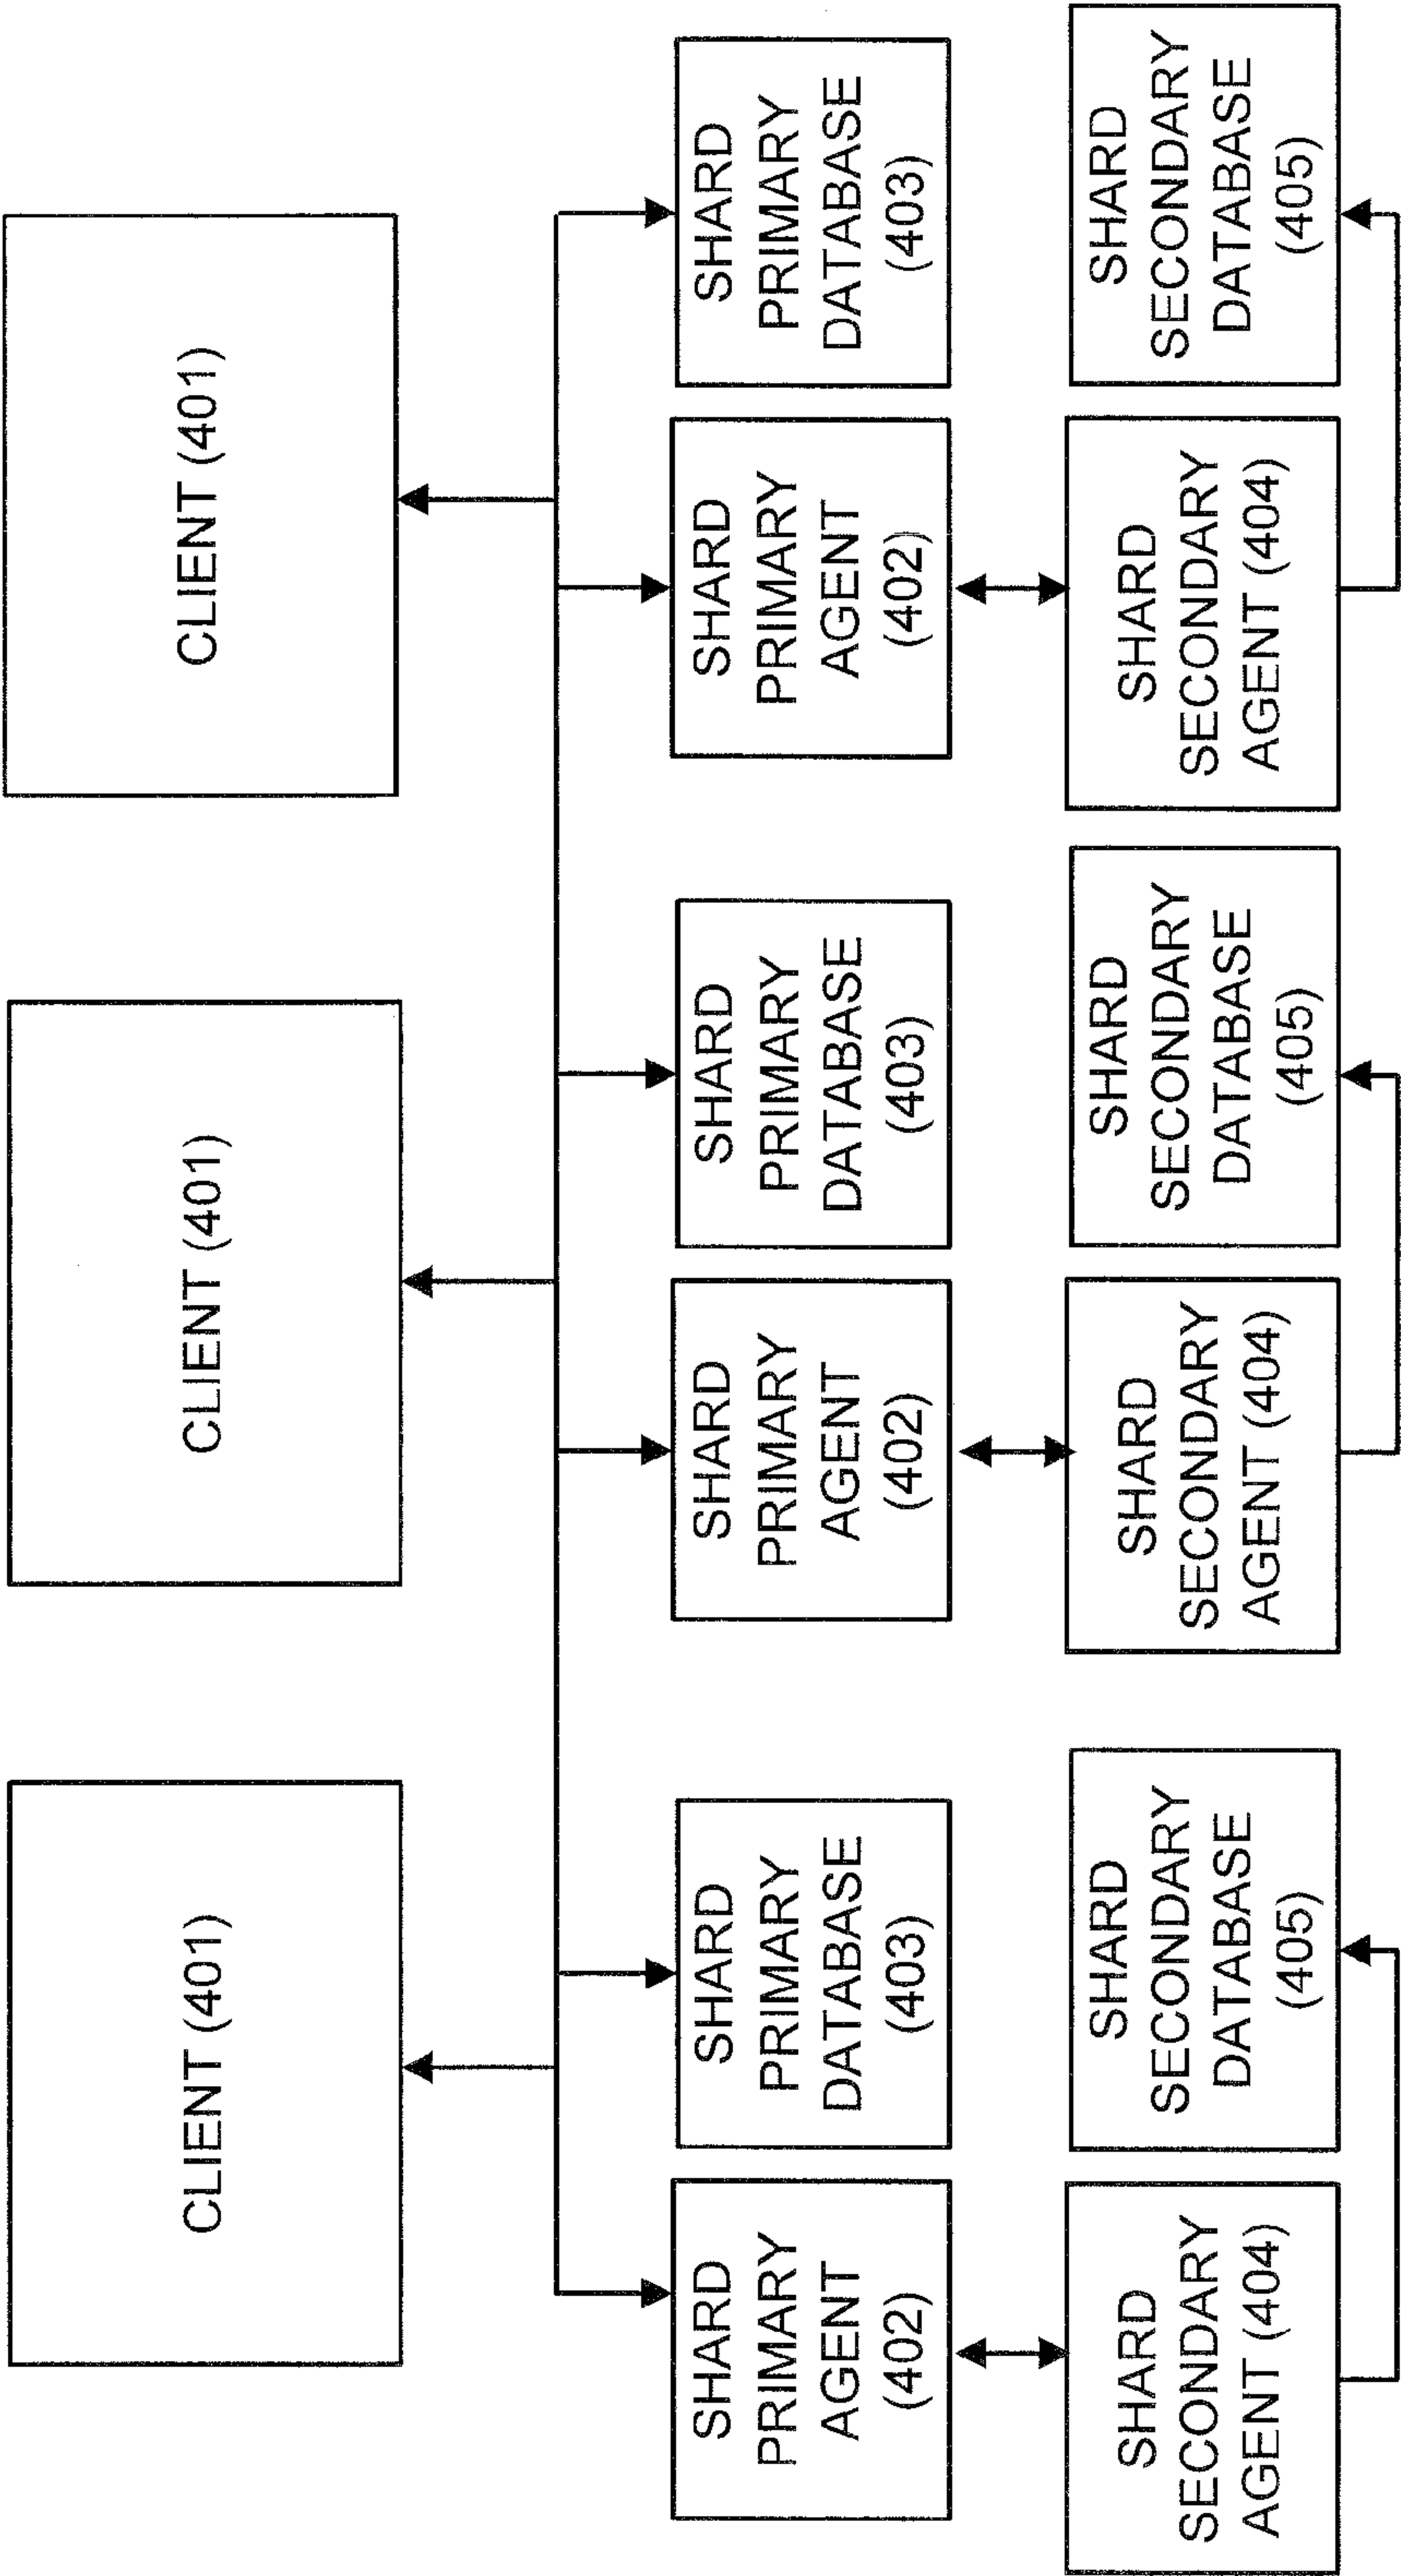 CLIENT (401)
CLIENT (401)
CLIENT (401)
SHARD
PRIMARY
AGENT
(402)
SHARD
PRIMARY
DATABASE
(403)
SHARD
PRIMARY
AGENT
(402)
SHARD
PRIMARY
DATABASE
(403)
SHARD
PRIMARY
AGENT
(402)
SHARD
PRIMARY
DATABASE
(403)
SHARD
SECONDARY
AGENT (404)
SHARD
SECONDARY
DATABASE
(405)
SHARD
SECONDARY
AGENT (404)
SHARD
SECONDARY
DATABASE
(405)
SHARD
SECONDARY
AGENT (404)
SHARD
SECONDARY
DATABASE
(405)